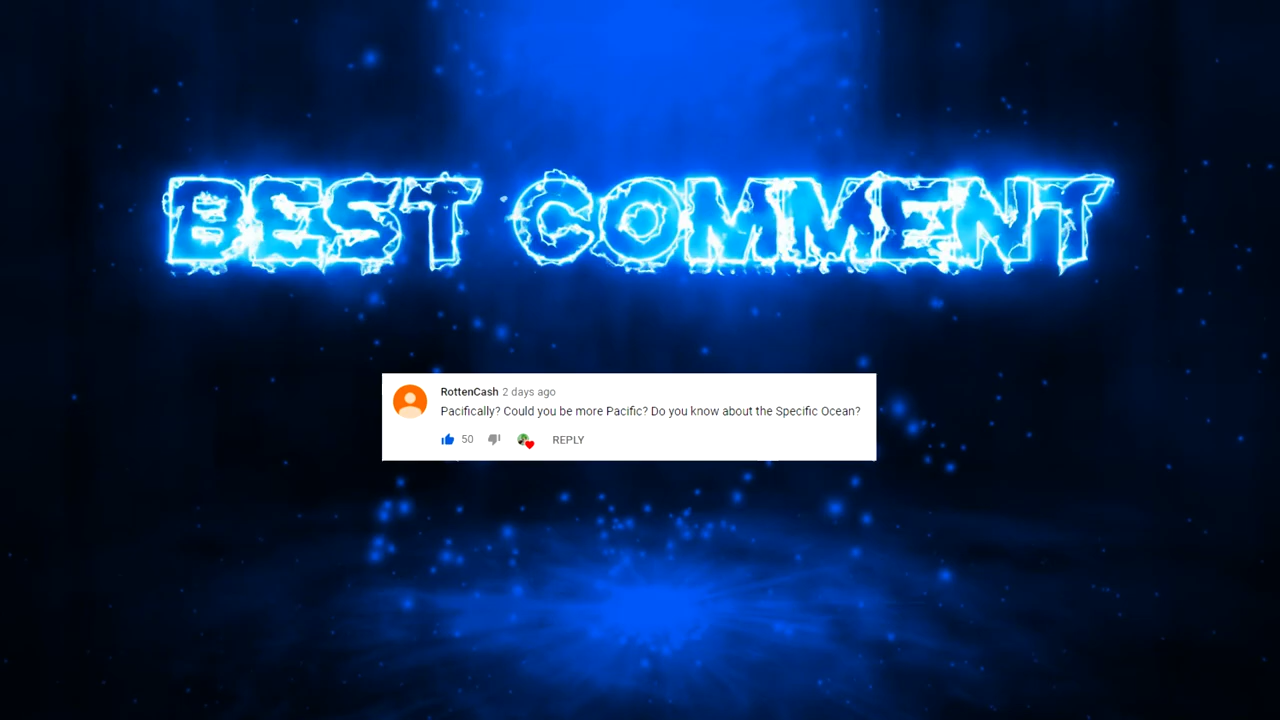 BEST COMMENT
RottenCash 2 days ago
Pacifically? Could you be more Pacific? Do you know about the Specific Ocean?
50 REPLY